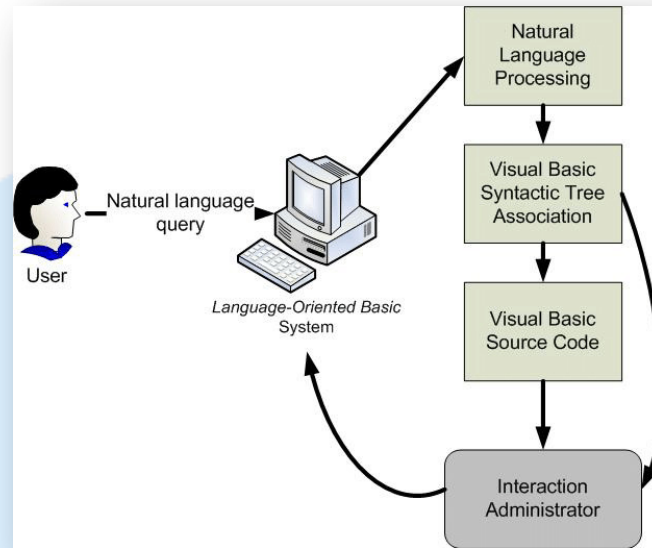 Natural
Language
Processing
Visual Basic
Syntactic Tree
Association
Natural language
query
User
Language-Oriented Basic
System
Visual Basic
Source Code
Interaction
Administrator